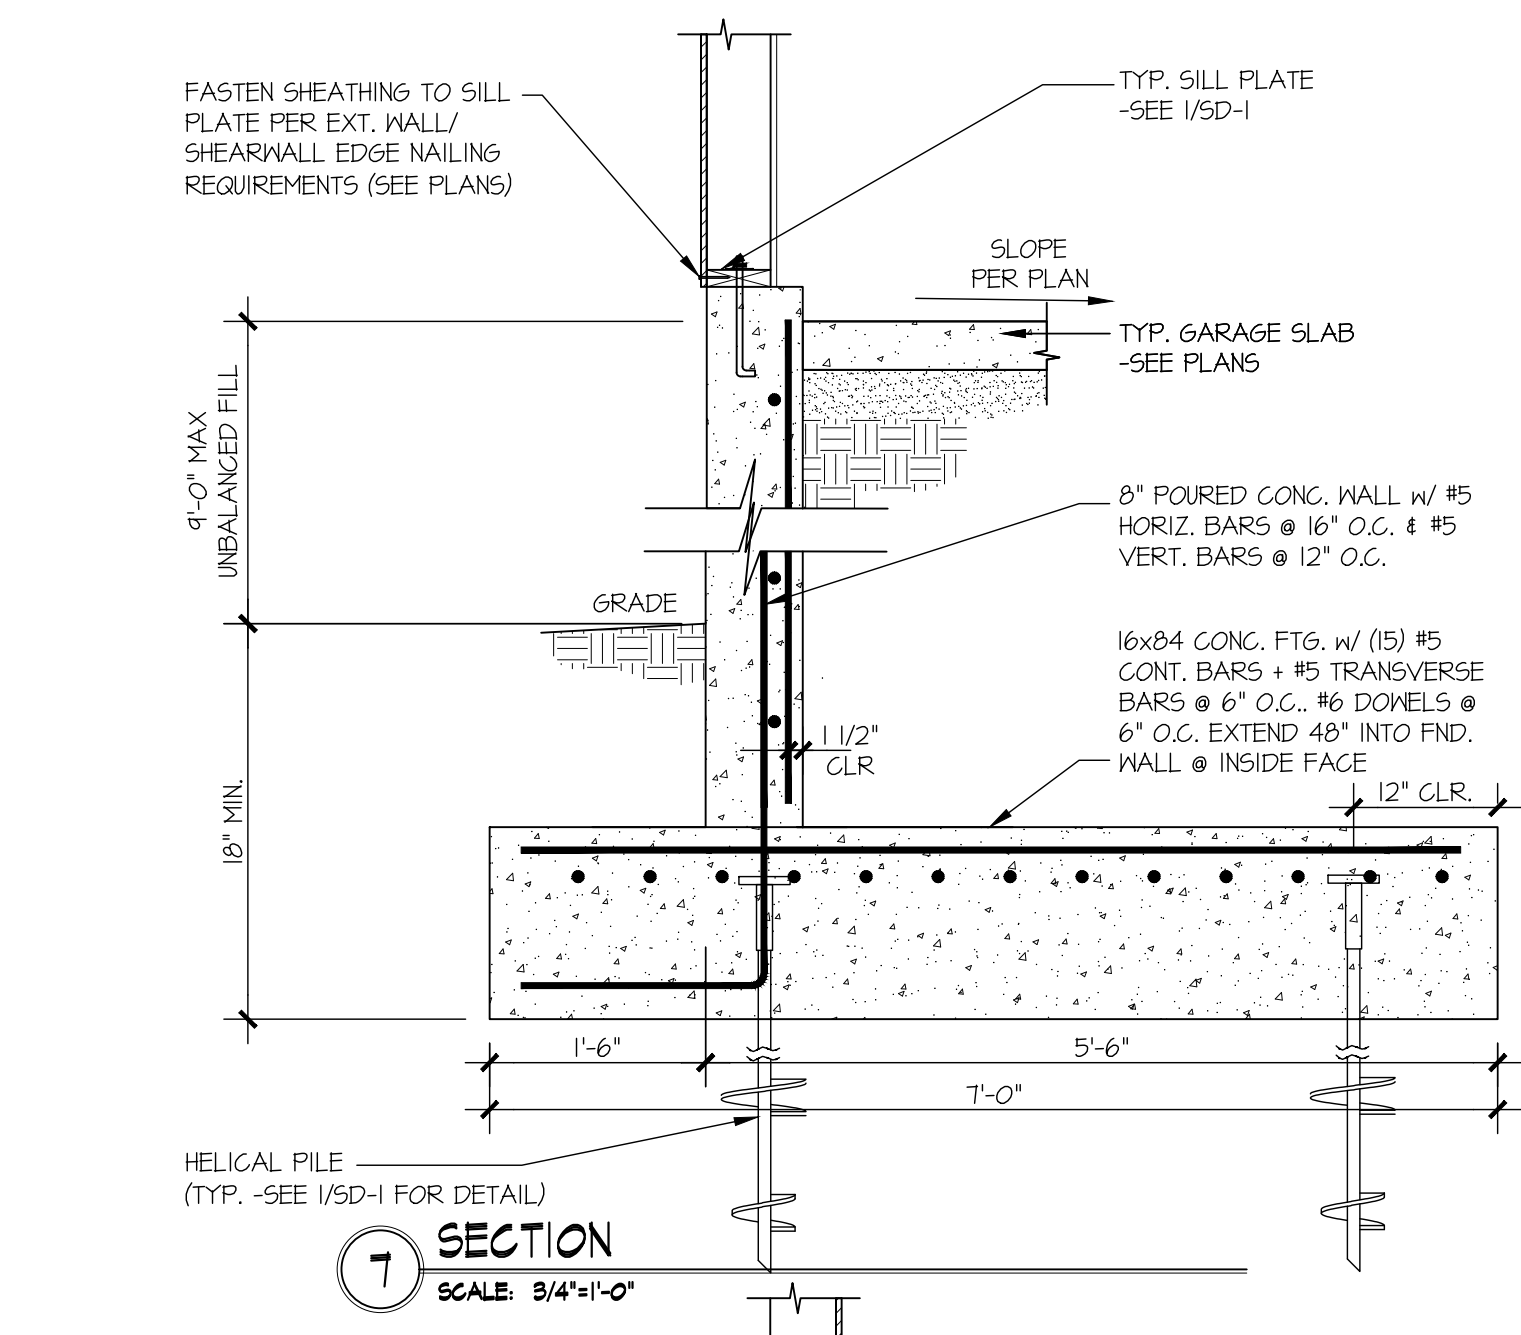 FASTEN SHEATHING TO SILL
PLATE PER EXT. WALL/
SHEARWALL EDGE NAILING
REQUIREMENTS (SEE PLANS)
TYP. SILL PLATE
-SEE 1/SD-1
SLOPE
PER PLAN
TYP. GARAGE SLAB
-SEE PLANS
9'-0" MAX
UNBALANCED FILL
8" POURED CONC. WALL w/ #5
HORIZ. BARS @ 16" O.C. & #5
VERT. BARS @ 12" O.C.
GRADE
16x84 CONC. FTG. w/ (15) #5
CONT. BARS + #5 TRANSVERSE
BARS @ 6" O.C.. #6 DOWELS @
6" O.C. EXTEND 48" INTO FND.
WALL @ INSIDE FACE
1 1/2"
CLR
12" CLR.
18" MIN.
1'-6"
5'-6"
7'-0"
HELICAL PILE
(TYP. -SEE 1/SD-1 FOR DETAIL)
7
SECTION
SCALE: 3/4"=1'-0"